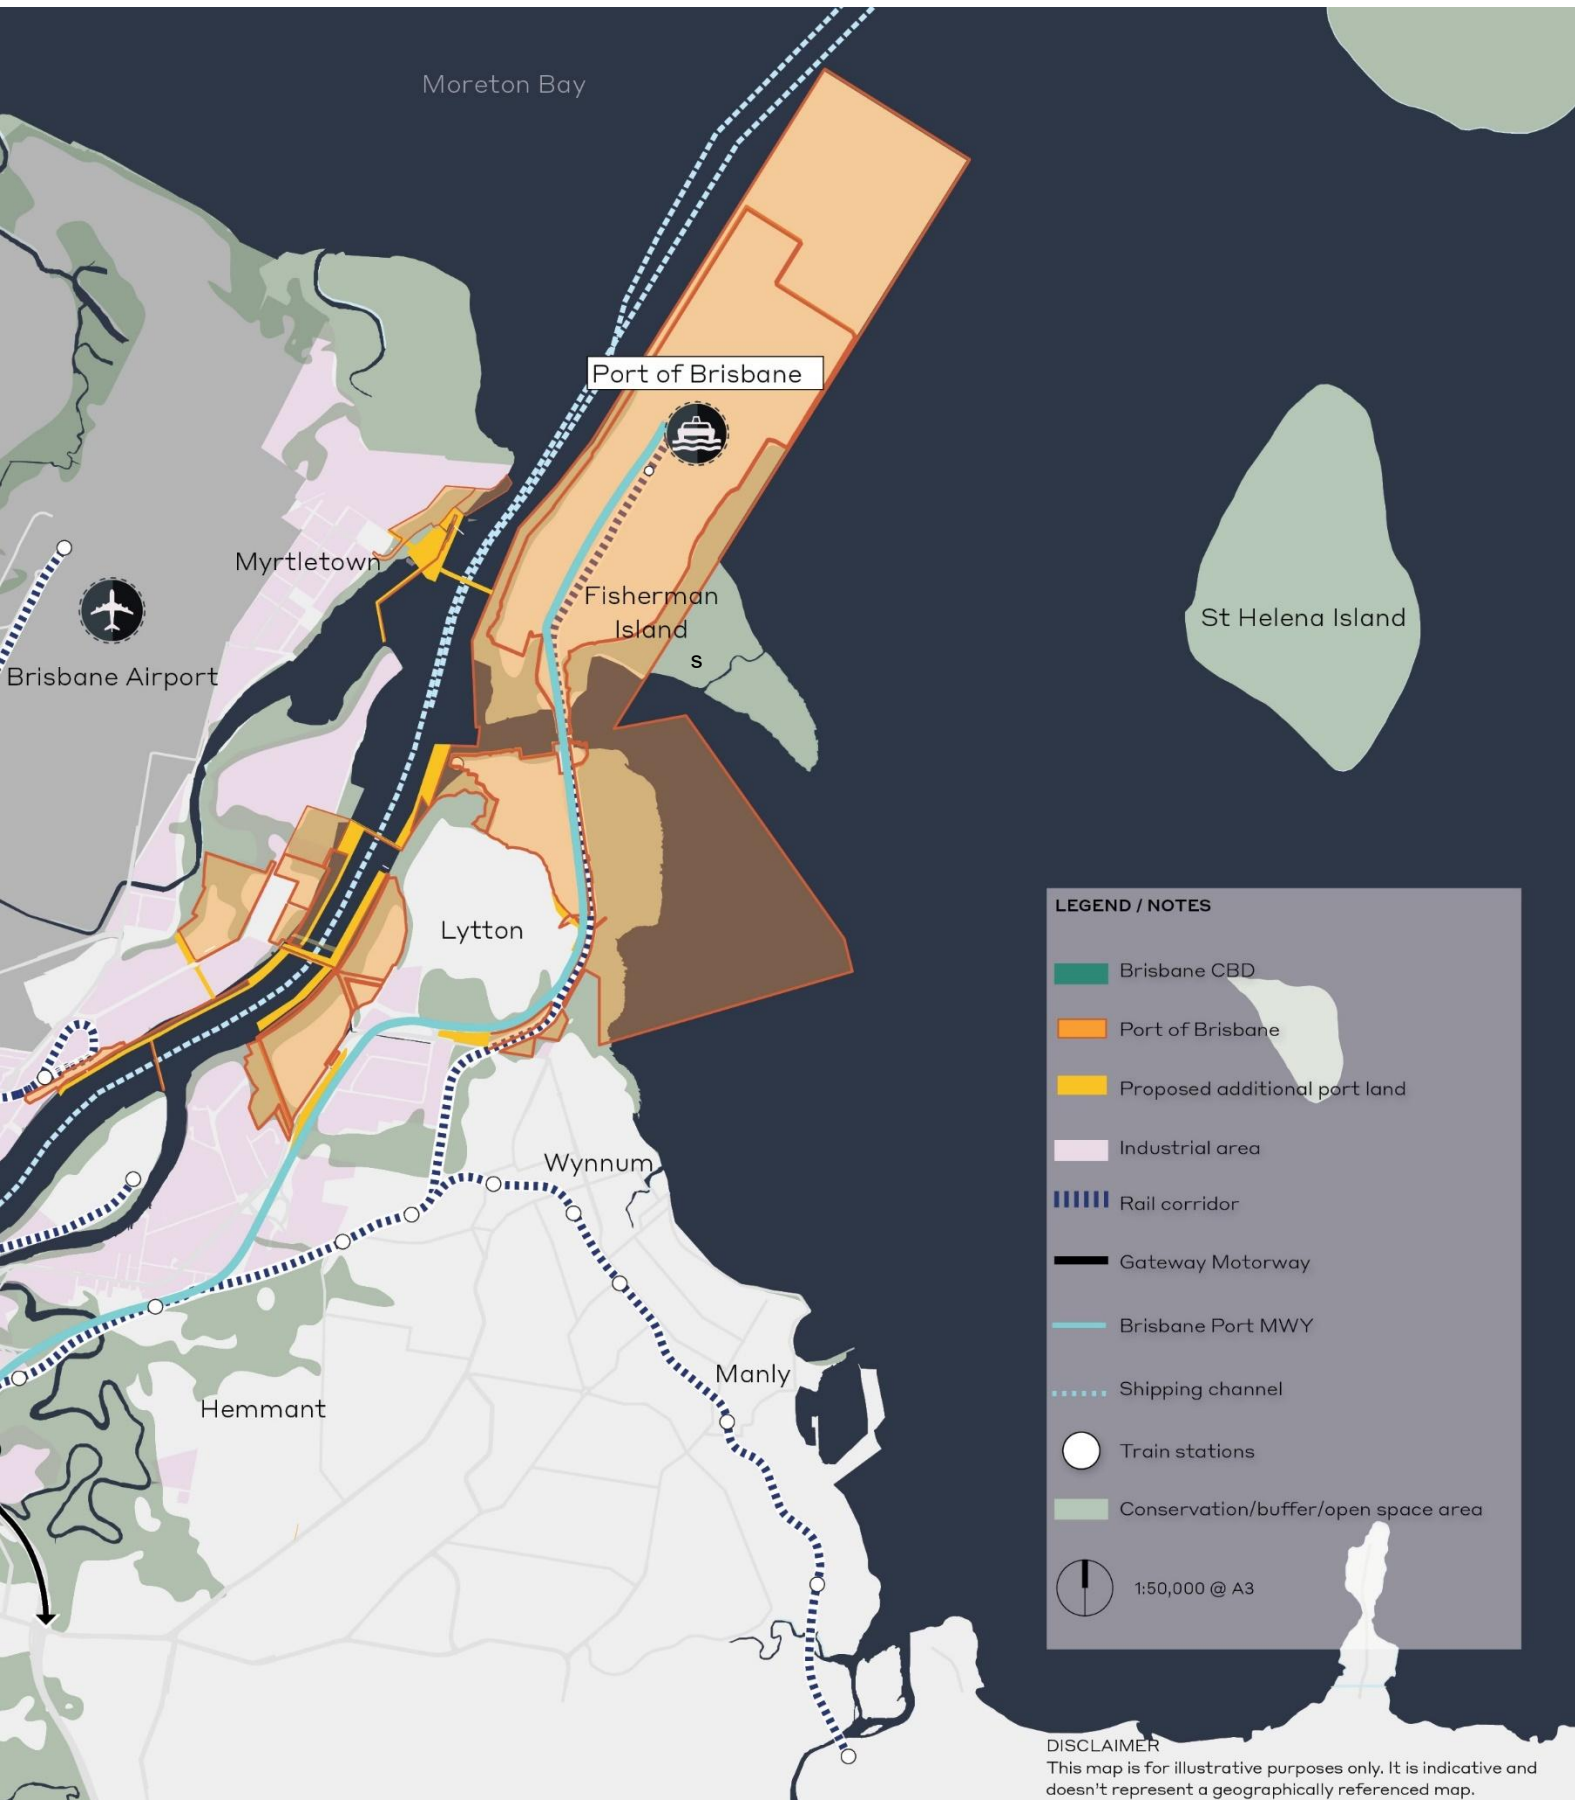 Moreton Bay
Port of Brisbane
Myrtletown
Fisherman
Island
s
St Helena Island
Brisbane Airport
Lytton
Wynnum
Manly
Hemmant
LEGEND / NOTES
Brisbane CBD
Port of Brisbane
Proposed additional port land
Industrial area
Rail corridor
Gateway Motorway
Brisbane Port MWY
Shipping channel
Train stations
Conservation/buffer/open space area
1:50,000 @ A3
DISCLAIMER
This map is for illustrative purposes only. It is indicative and
doesn't represent a geographically referenced map.